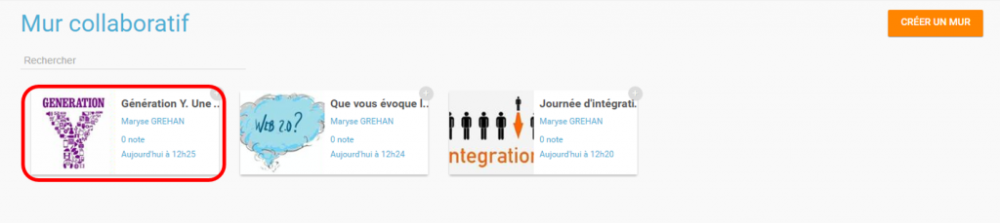 Mur collaboratif
CRÉER UN MUR
Rechercher
GENERATION
Y
Génération Y. Une ...
Maryse GREHAN
0 note
Aujourd'hui à 12h25
WEB 2.0?
Que vous évoque l...
Maryse GREHAN
0 note
Aujourd'hui à 12h24
ntegration
Journée d'intégrati...
Maryse GREHAN
0 note
Aujourd'hui à 12h20